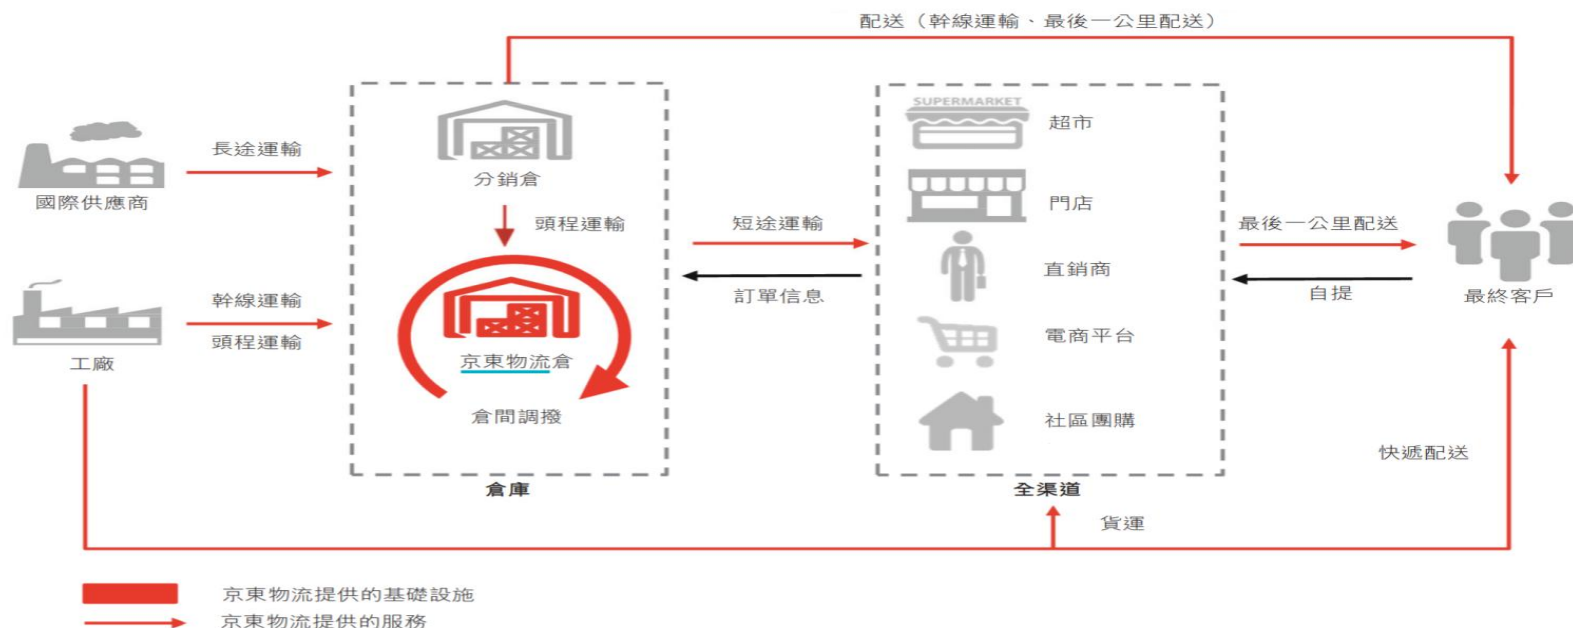 配送（幹線運輸、最後一公里配送）
SUPERMARKET
超市
長途運輸
國際供應商
分銷倉
門店
頭程運輸
短途運輸
最後一公里配送
直銷商
訂單信息
自提
最終客戶
幹線運輸
頭程運輸
工廠
京東物流倉
電商平台
倉間調撥
社區團購
快遞配送
倉庫
全渠道
貨運
京東物流提供的基礎設施
京東物流提供的服務